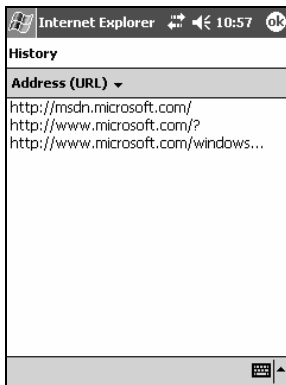 Internet Explorer 10:57 ok
History
Address (URL)
http://msdn.microsoft.com/
http://www.microsoft.com/?
http://www.microsoft.com/windows...